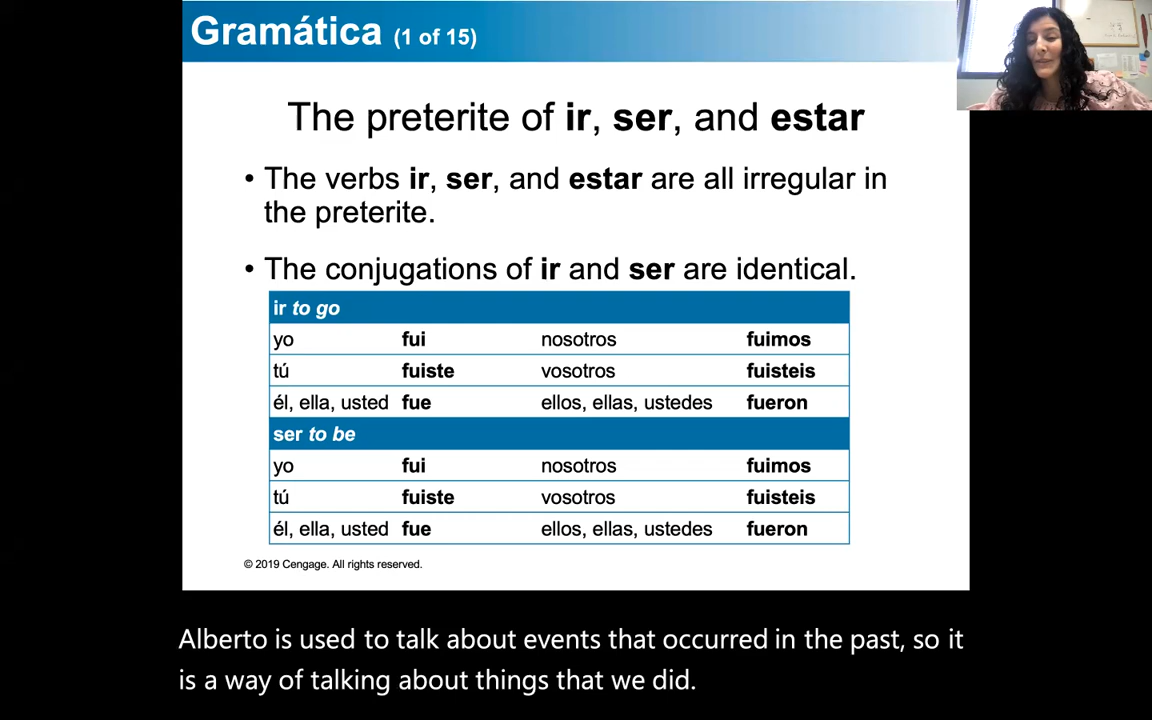 Gramática (1 of 15)
The preterite of ir, ser, and estar
• The verbs ir, ser, and estar are all irregular in
the preterite.
• The conjugations of ir and ser are identical.
ir to go
yo fui nosotros fuimos
tú fuiste vosotros fuisteis
él, ella, usted fue ellos, ellas, ustedes fueron
ser to be
yo fui nosotros fuimos
tú fuiste vosotros fuisteis
él, ella, usted fue ellos, ellas, ustedes fueron
© 2019 Cengage. All rights reserved.
Alberto is used to talk about events that occurred in the past, so it
is a way of talking about things that we did.